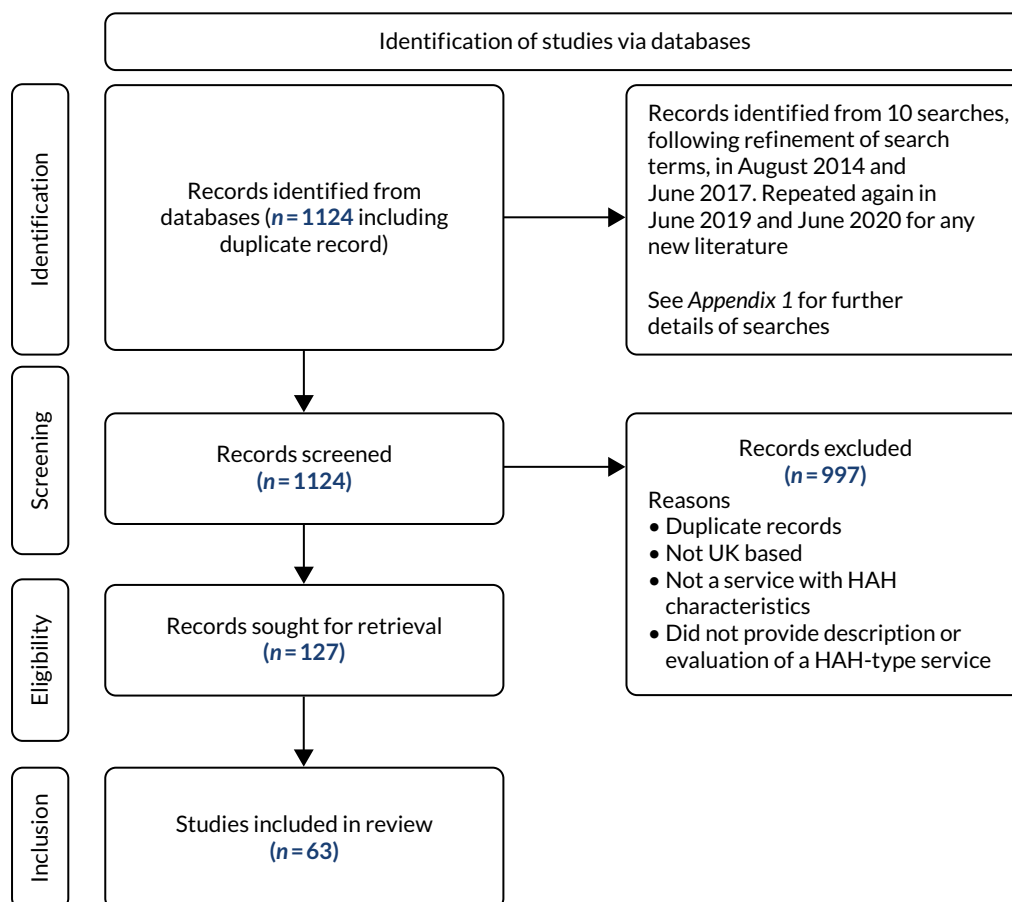 Identification of studies via databases
Identification
Records identified from
databases (n = 1124 including
duplicate record)
Records identified from 10 searches,
following refinement of search
terms, in August 2014 and
June 2017. Repeated again in
June 2019 and June 2020 for any
new literature
See Appendix 1 for further
details of searches
Screening
Records screened
(n = 1124)
Records excluded
(n = 997)
Reasons
• Duplicate records
• Not UK based
• Not a service with HAH
characteristics
• Did not provide description or
evaluation of a HAH-type service
Eligibility
Records sought for retrieval
(n = 127)
Inclusion
Studies included in review
(n = 63)